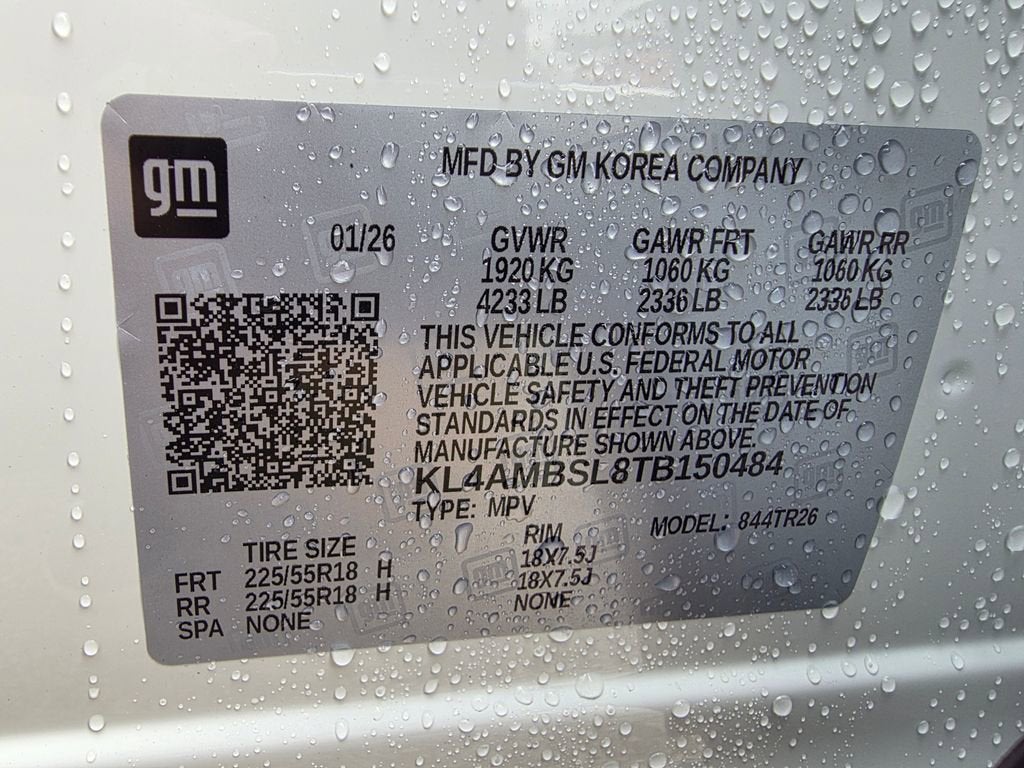 gm
MFD BY GM KOREA COMPANY
01/26 GVWR GAWR FRT GAWR RR
1920 KG 1060 KG 1060 KG
4233 LB 2336 LB 2336 LB
THIS VEHICLE CONFORMS TO ALL
APPLICABLE U.S. FEDERAL MOTOR
VEHICLE SAFETY AND THEFT PREVENTION
STANDARDS IN EFFECT ON THE DATE OF
MANUFACTURE SHOWN ABOVE.
KL4AMBSL8TB150484
TYPE: MPV MODEL: 844TR26
TIRE SIZE RIM
FRT 225/55R18 H 18X7.5J
RR 225/55R18 H 18X7.5J
SPA NONE NONE